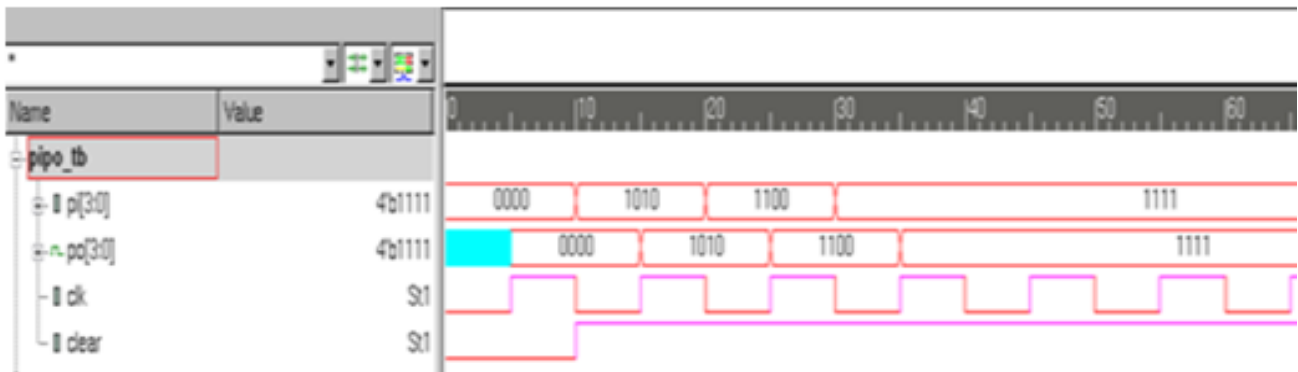 *
Name Value 0 10 20 30 40 50 60
pipo_tb
pi[3:0] 4'b1111 0000 1010 1100 1111
po[3:0] 4'b1111 0000 1010 1100 1111
clk St1
clear St1